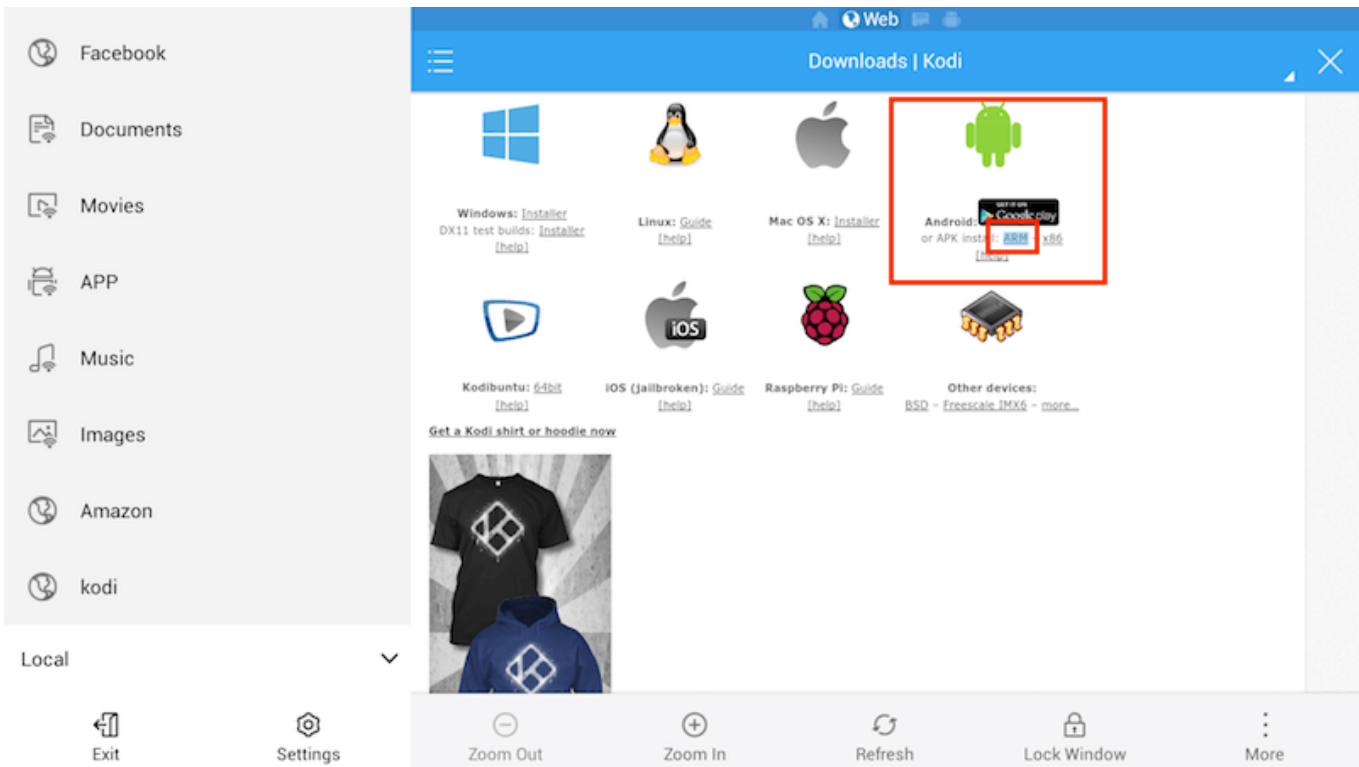 Facebook
Documents
Movies
APP
Music
Images
Amazon
kodi
Local
Exit
Settings
Web
Downloads | Kodi
Windows: Installer
DX11 test builds: Installer
[help]
Linux: Guide
[help]
Mac OS X: Installer
[help]
GET IT ON
Android: Google play
or APK install: ARM - x86
[help]
Kodibuntu: 64bit
[help]
iOS
iOS (jailbroken): Guide
[help]
Raspberry Pi: Guide
[help]
Other devices:
BSD – Freescale IMX6 – more...
Get a Kodi shirt or hoodie now
Zoom Out
Zoom In
Refresh
Lock Window
More